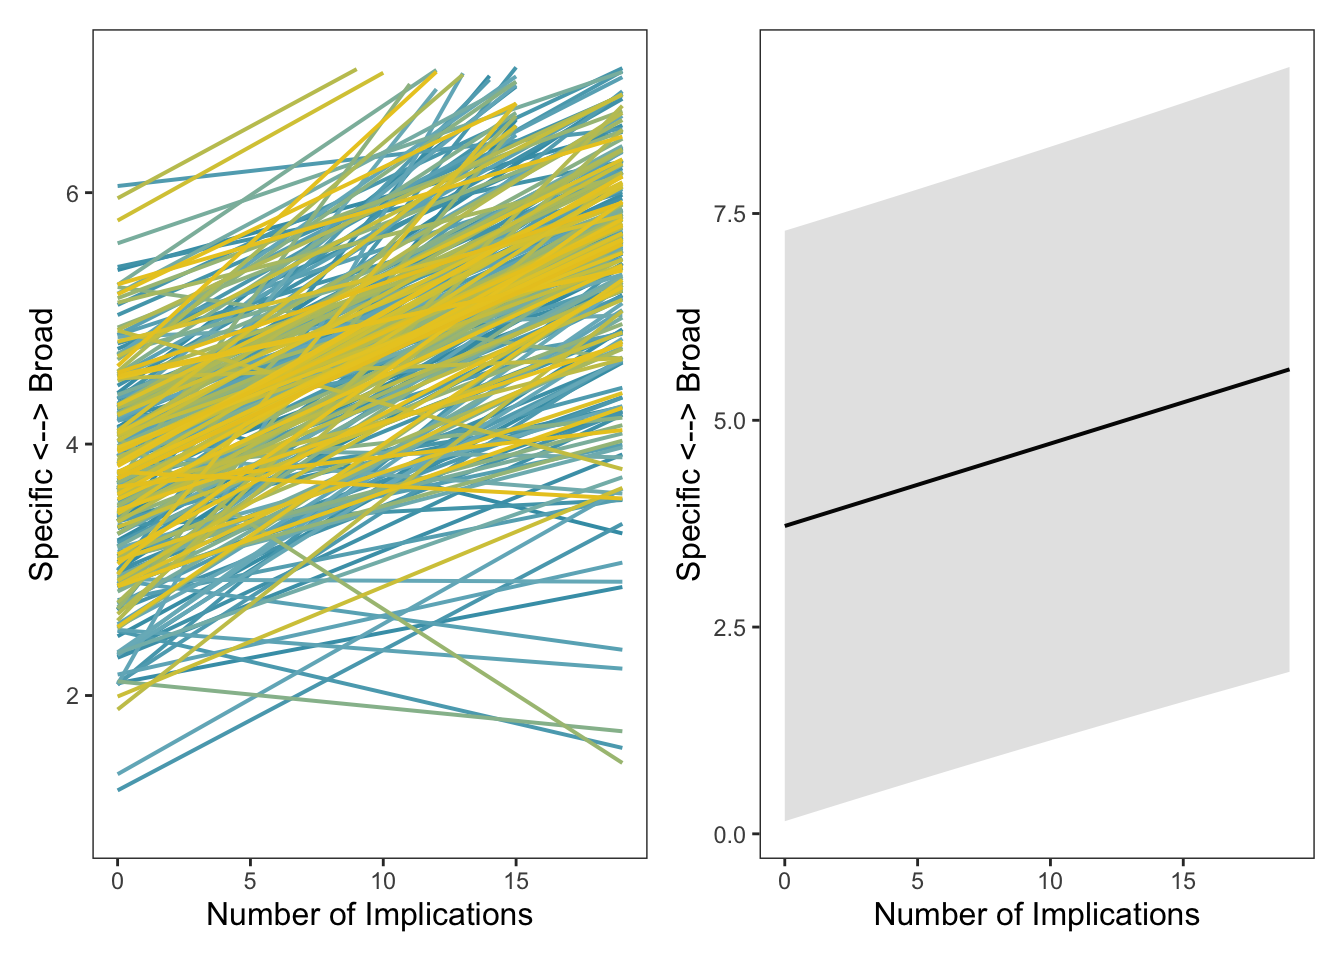 Specific <--> Broad
6
4
2
0 5 10 15
Number of Implications
Specific <--> Broad
7.5
5.0
2.5
0.0
0 5 10 15
Number of Implications